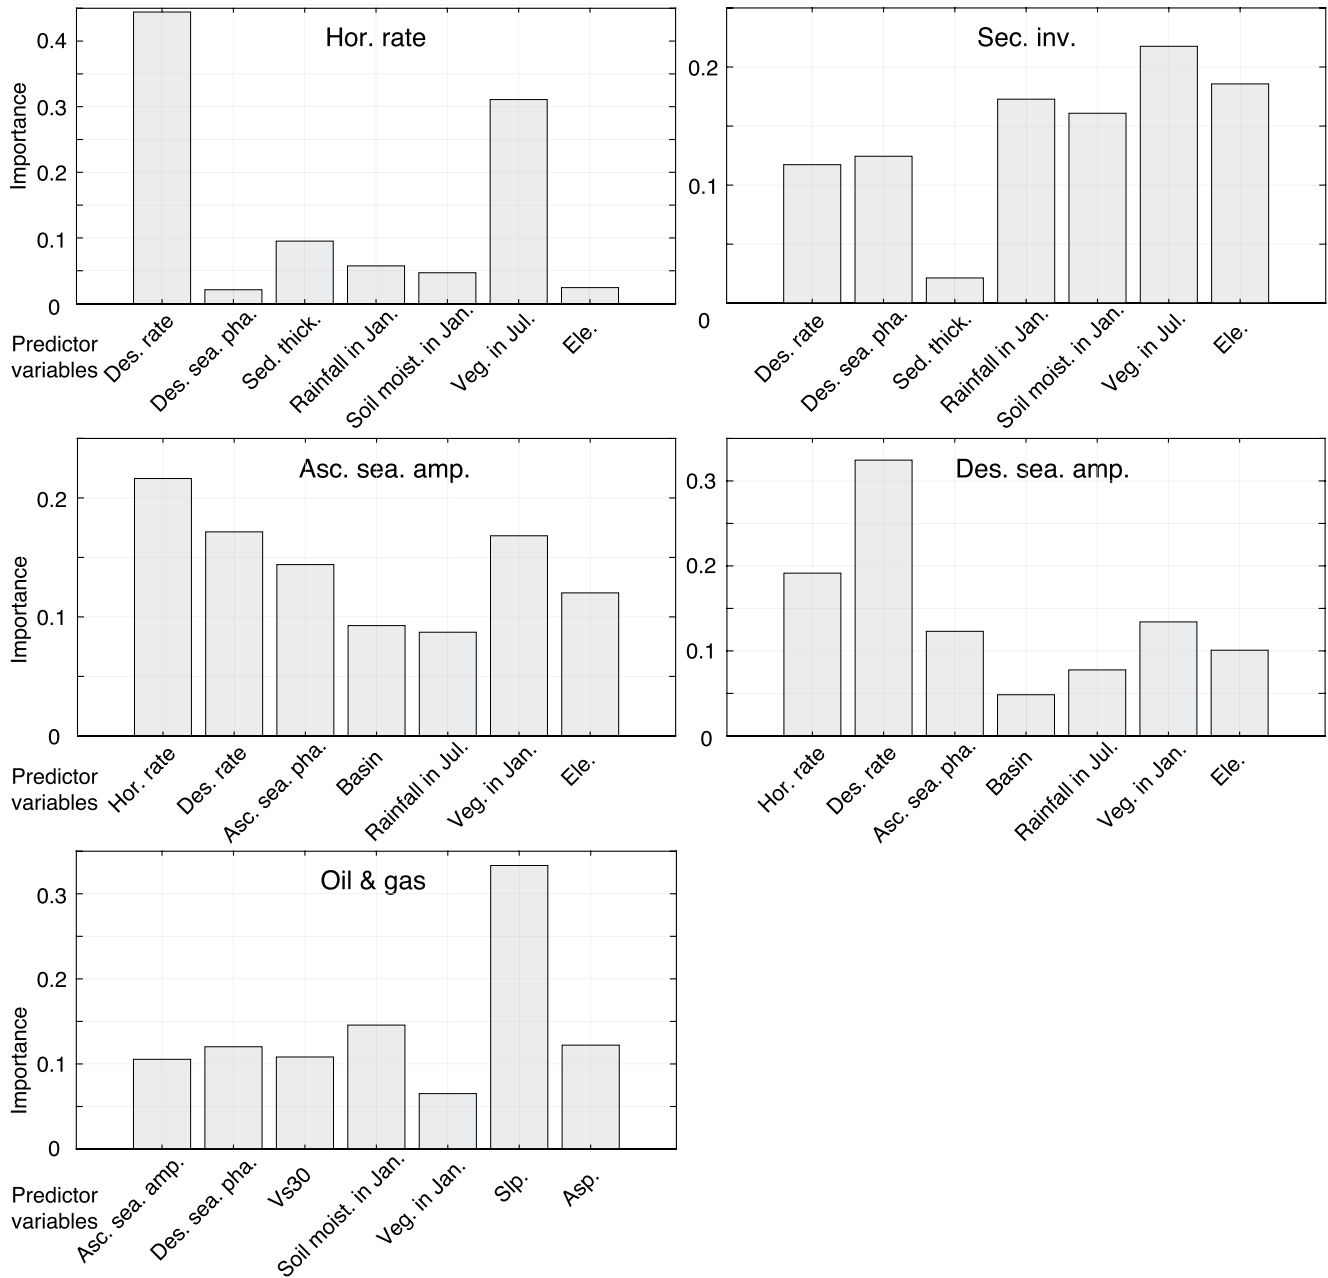 Hor. rate
Importance
0.4
0.3
0.2
0.1
0
Predictor
variables
Des. rate
Des. sea. pha.
Sed. thick.
Rainfall in Jan.
Soil moist. in Jan.
Veg. in Jul.
Ele.
Sec. inv.
0.2
0.1
0
Des. rate
Des. sea. pha.
Sed. thick.
Rainfall in Jan.
Soil moist. in Jan.
Veg. in Jul.
Ele.
Asc. sea. amp.
Importance
0.2
0.1
0
Predictor
variables
Hor. rate
Des. rate
Asc. sea. pha.
Basin
Rainfall in Jul.
Veg. in Jan.
Ele.
Des. sea. amp.
0.3
0.2
0.1
0
Hor. rate
Des. rate
Asc. sea. pha.
Basin
Rainfall in Jul.
Veg. in Jan.
Ele.
Oil & gas
Importance
0.3
0.2
0.1
0
Predictor
variables
Asc. sea. amp.
Des. sea. pha.
Vs30
Soil moist. in Jan.
Veg. in Jan.
Slp.
Asp.